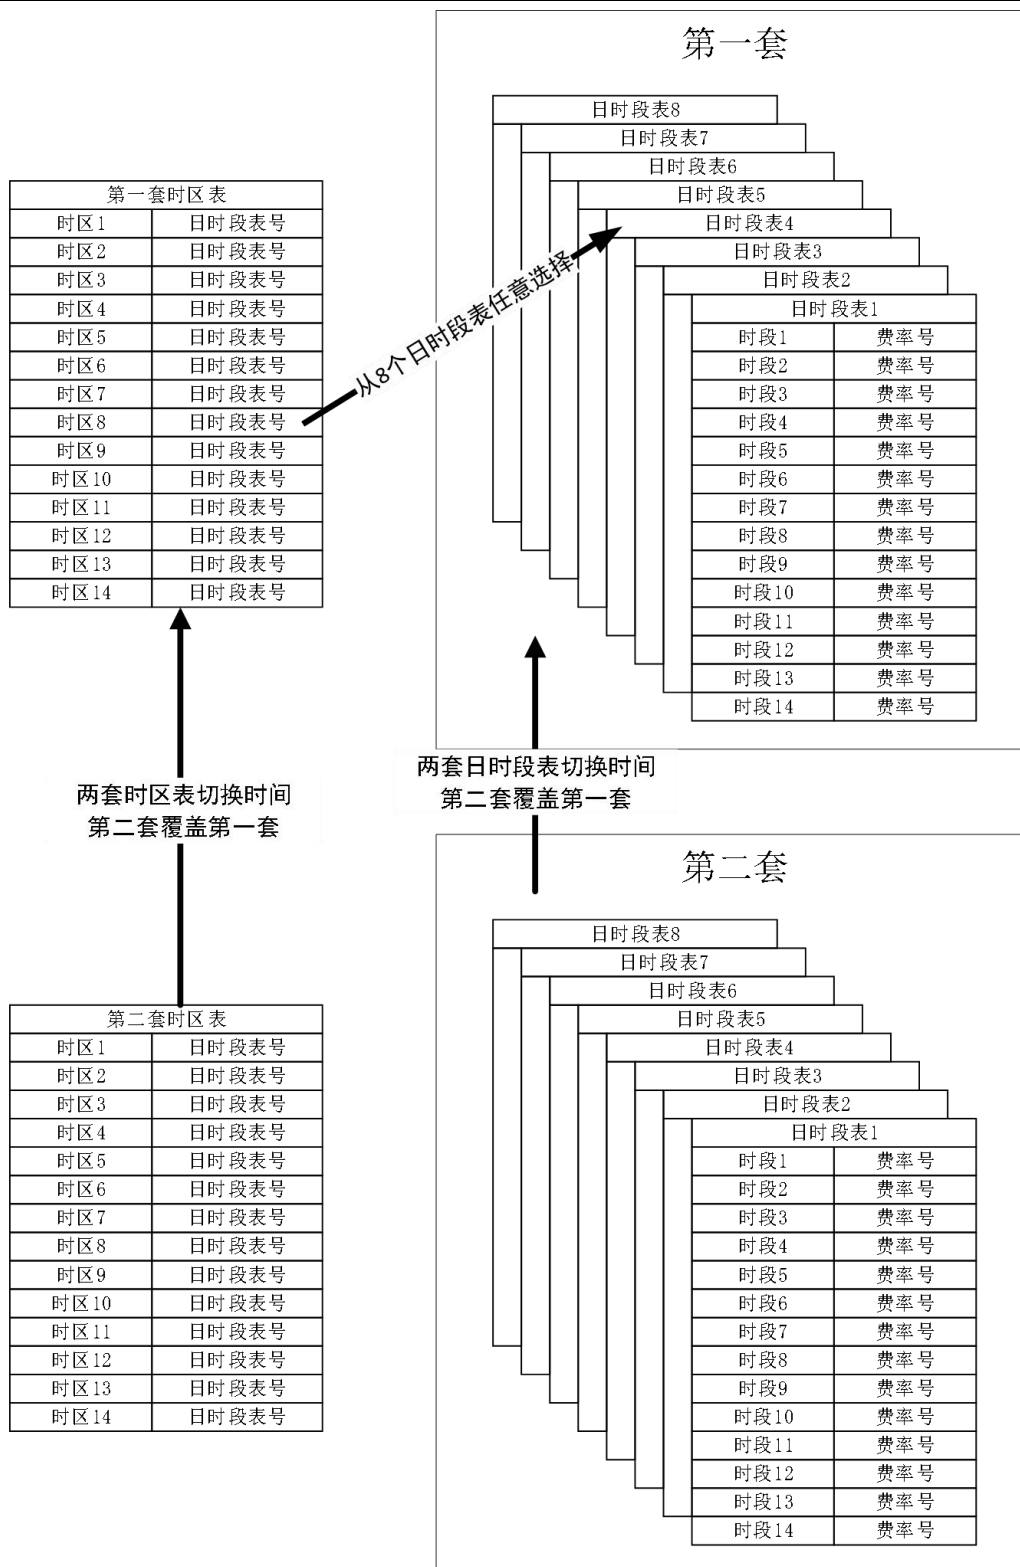 第一套
日时段表8
日时段表7
日时段表6
日时段表5
日时段表4
日时段表3
日时段表2
日时段表1
时段1 费率号
时段2 费率号
时段3 费率号
时段4 费率号
时段5 费率号
时段6 费率号
时段7 费率号
时段8 费率号
时段9 费率号
时段10 费率号
时段11 费率号
时段12 费率号
时段13 费率号
时段14 费率号
第一套时区表
时区1 日时段表号
时区2 日时段表号
时区3 日时段表号
时区4 日时段表号
时区5 日时段表号
时区6 日时段表号
时区7 日时段表号
时区8 日时段表号
时区9 日时段表号
时区10 日时段表号
时区11 日时段表号
时区12 日时段表号
时区13 日时段表号
时区14 日时段表号
从8个日时段表任意选择
两套时区表切换时间
第二套覆盖第一套
两套日时段表切换时间
第二套覆盖第一套
第二套
日时段表8
日时段表7
日时段表6
日时段表5
日时段表4
日时段表3
日时段表2
日时段表1
时段1 费率号
时段2 费率号
时段3 费率号
时段4 费率号
时段5 费率号
时段6 费率号
时段7 费率号
时段8 费率号
时段9 费率号
时段10 费率号
时段11 费率号
时段12 费率号
时段13 费率号
时段14 费率号
第二套时区表
时区1 日时段表号
时区2 日时段表号
时区3 日时段表号
时区4 日时段表号
时区5 日时段表号
时区6 日时段表号
时区7 日时段表号
时区8 日时段表号
时区9 日时段表号
时区10 日时段表号
时区11 日时段表号
时区12 日时段表号
时区13 日时段表号
时区14 日时段表号